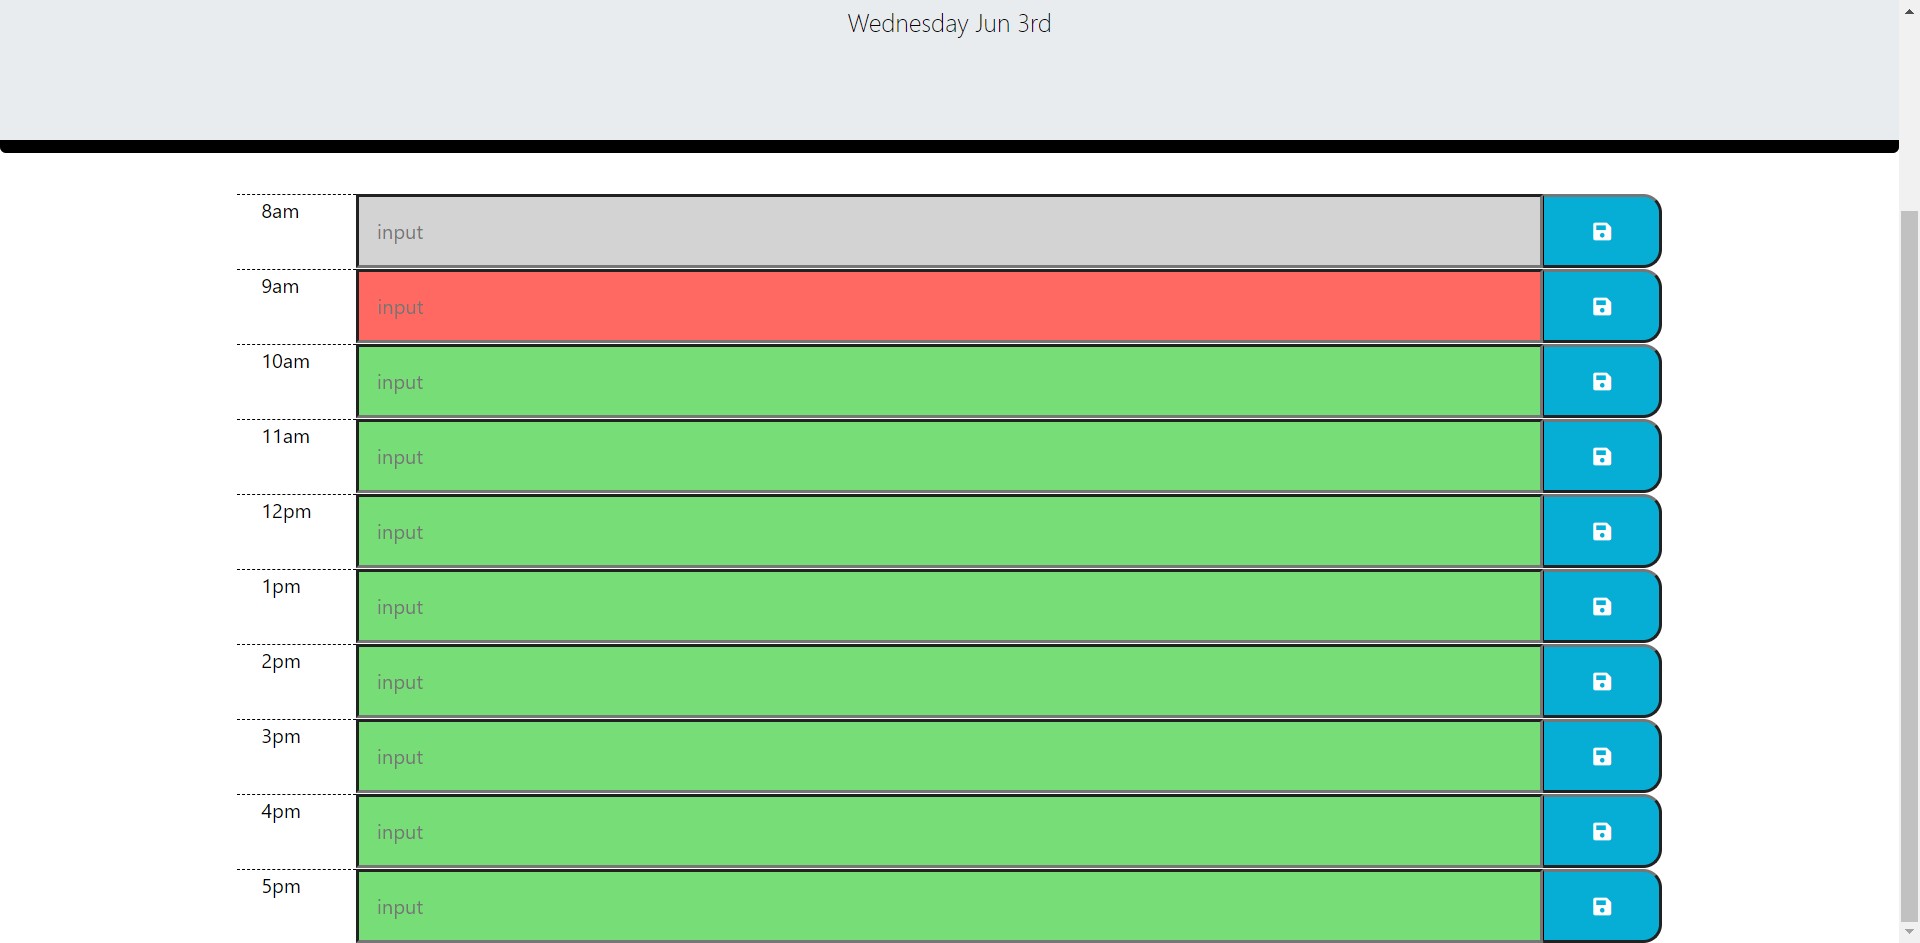 Wednesday Jun 3rd
8am
input
9am
input
10am
input
11am
input
12pm
input
1pm
input
2pm
input
3pm
input
4pm
input
5pm
input